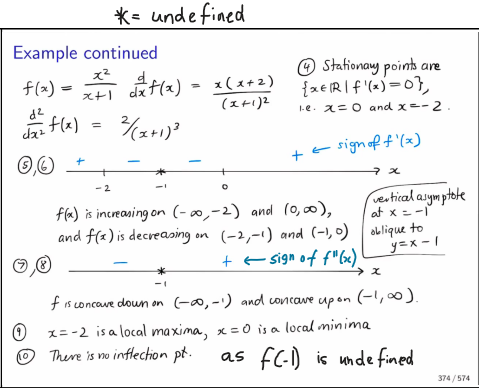 * = undefined
Example continued
f(x) = x²/(x+1) d/dx f(x) = x(x+2)/(x+1)²
④ Stationary points are
{x∈ℝ | f'(x) = 0},
i.e. x = 0 and x = -2.
d²/dx² f(x) = 2/(x+1)³
⑤,⑥ + − − + ← sign of f'(x)
-2 -1 0 x
f(x) is increasing on (-∞,-2) and (0,∞),
and f(x) is decreasing on (-2,-1) and (-1,0)
vertical asymptote
at x = -1
oblique to
y = x - 1
⑦,⑧ − + ← sign of f"(x)
* -1 x
f is concave down on (-∞,-1) and concave up on (-1,∞).
⑨ x = -2 is a local maxima, x = 0 is a local minima
⑩ There is no inflection pt. as f(-1) is undefined
374 / 574